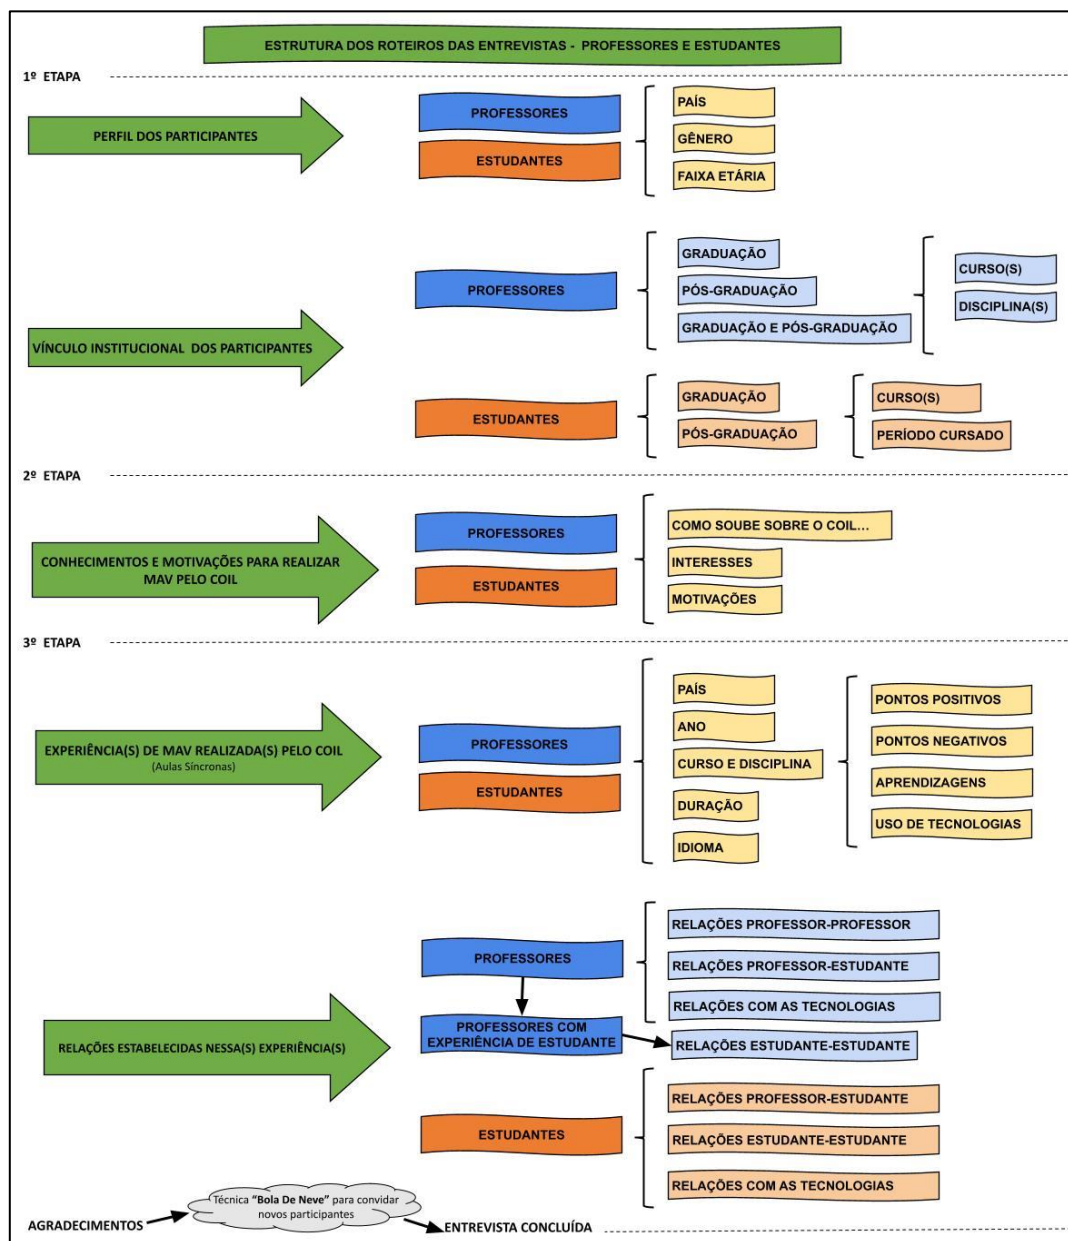 ESTRUTURA DOS ROTEIROS DAS ENTREVISTAS - PROFESSORES E ESTUDANTES
1º ETAPA
PERFIL DOS PARTICIPANTES
PROFESSORES
ESTUDANTES
PAÍS
GÊNERO
FAIXA ETÁRIA
VÍNCULO INSTITUCIONAL DOS PARTICIPANTES
PROFESSORES
GRADUAÇÃO
PÓS-GRADUAÇÃO
GRADUAÇÃO E PÓS-GRADUAÇÃO
CURSO(S)
DISCIPLINA(S)
ESTUDANTES
GRADUAÇÃO
PÓS-GRADUAÇÃO
CURSO(S)
PERÍODO CURSADO
2º ETAPA
CONHECIMENTOS E MOTIVAÇÕES PARA REALIZAR
MAV PELO COIL
PROFESSORES
ESTUDANTES
COMO SOUBE SOBRE O COIL...
INTERESSES
MOTIVAÇÕES
3º ETAPA
EXPERIÊNCIA(S) DE MAV REALIZADA(S) PELO COIL
(Aulas Síncronas)
PROFESSORES
ESTUDANTES
PAÍS
ANO
CURSO E DISCIPLINA
DURAÇÃO
IDIOMA
PONTOS POSITIVOS
PONTOS NEGATIVOS
APRENDIZAGENS
USO DE TECNOLOGIAS
RELAÇÕES ESTABELECIDAS NESSA(S) EXPERIÊNCIA(S)
PROFESSORES
RELAÇÕES PROFESSOR-PROFESSOR
RELAÇÕES PROFESSOR-ESTUDANTE
RELAÇÕES COM AS TECNOLOGIAS
PROFESSORES COM
EXPERIÊNCIA DE ESTUDANTE
RELAÇÕES ESTUDANTE-ESTUDANTE
ESTUDANTES
RELAÇÕES PROFESSOR-ESTUDANTE
RELAÇÕES ESTUDANTE-ESTUDANTE
RELAÇÕES COM AS TECNOLOGIAS
AGRADECIMENTOS
Técnica "Bola De Neve" para convidar
novos participantes
ENTREVISTA CONCLUÍDA